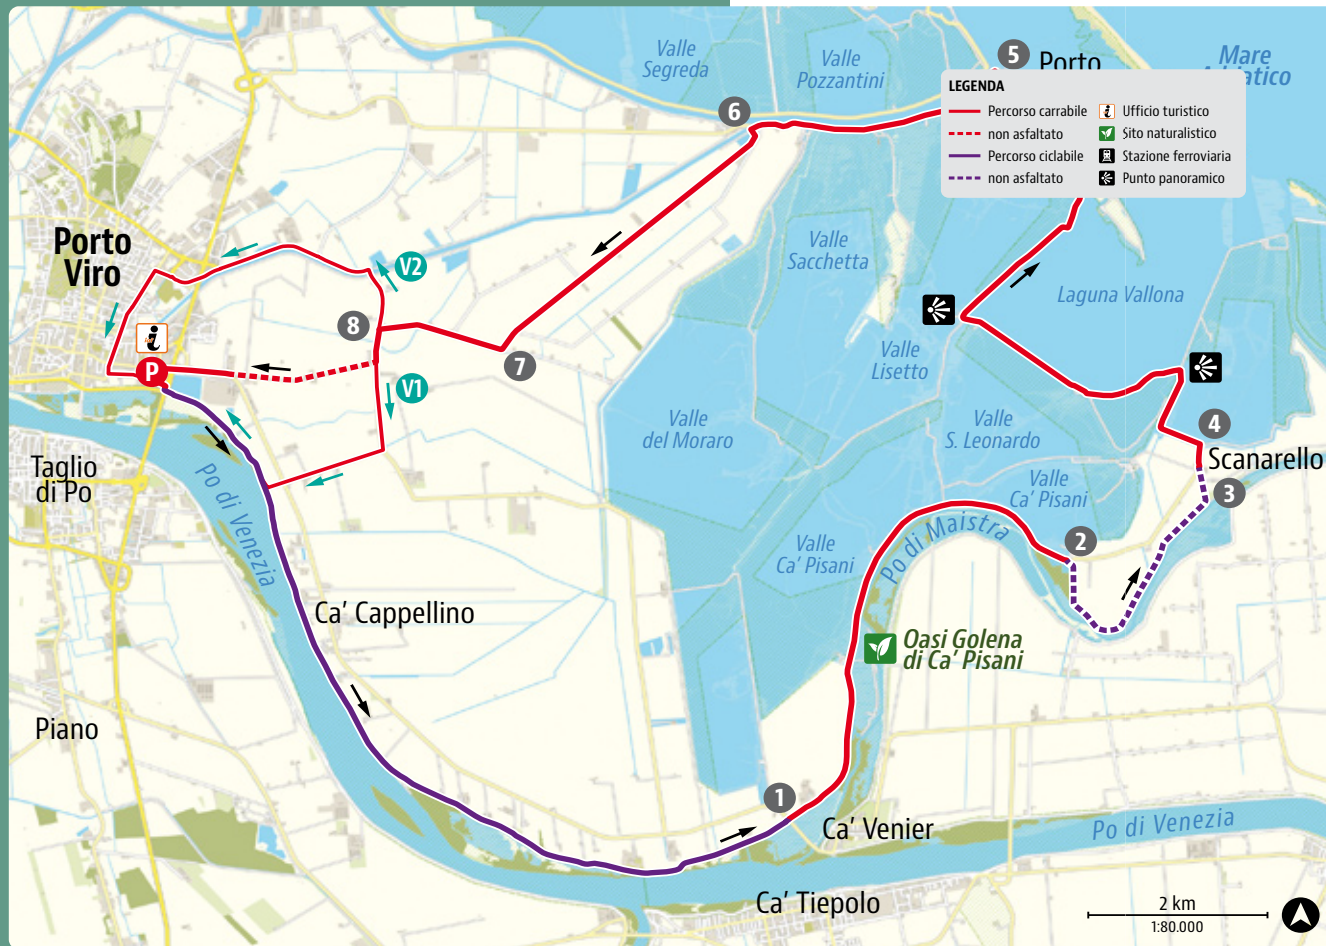 Valle
Segreda
Valle
Pozzantini
5
Porto
Mare
LEGENDA
Percorso carrabile
non asfaltato
Percorso ciclabile
non asfaltato
i
Ufficio turistico
Sito naturalistico
Stazione ferroviaria
Punto panoramico
6
Porto
Viro
V2
Valle
Sacchetta
Laguna Vallona
8
7
i
P
V1
Valle
Lisetto
Valle
del Moraro
Valle
S. Leonardo
4
Scanarello
3
Taglio
di Po
Po di Venezia
Valle
Ca' Pisani
Po di Maistra
2
Valle
Ca' Pisani
Ca' Cappellino
Oasi Golena
di Ca' Pisani
Piano
1
Ca' Venier
Po di Venezia
Ca' Tiepolo
2 km
1:80.000